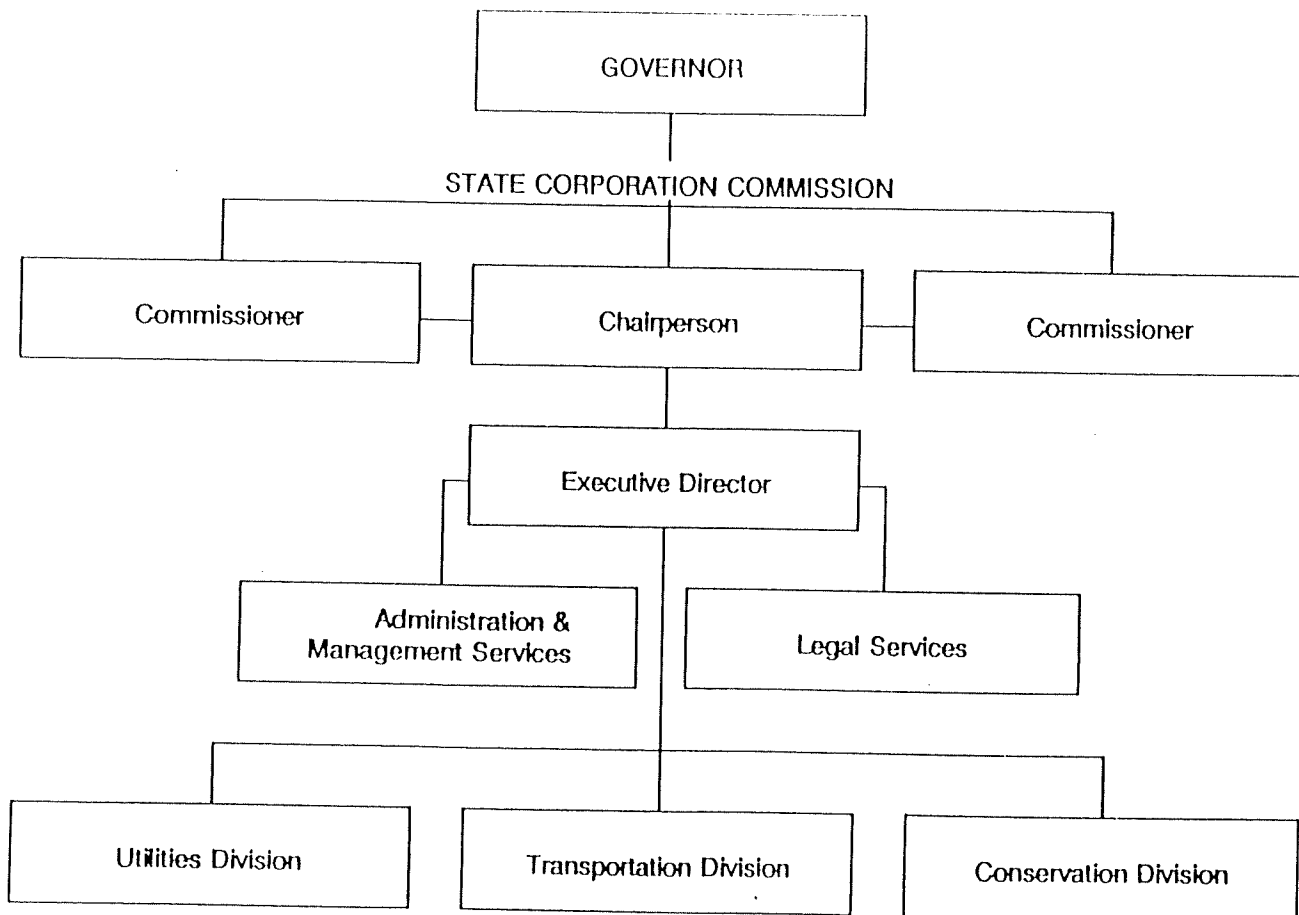 GOVERNOR
STATE CORPORATION COMMISSION
Commissioner
Chairperson
Commissioner
Executive Director
Administration &
Management Services
Legal Services
Utilities Division
Transportation Division
Conservation Division